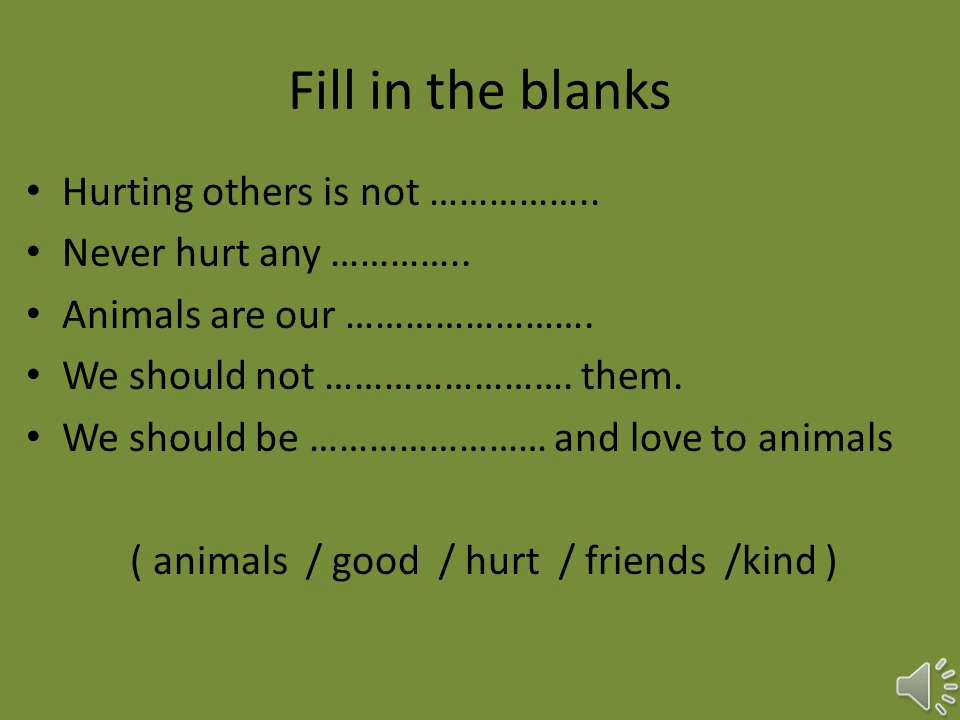 Fill in the blanks
• Hurting others is not ……………..
• Never hurt any …………..
• Animals are our …………………….
• We should not ……………………. them.
• We should be …………………… and love to animals
( animals / good / hurt / friends /kind )